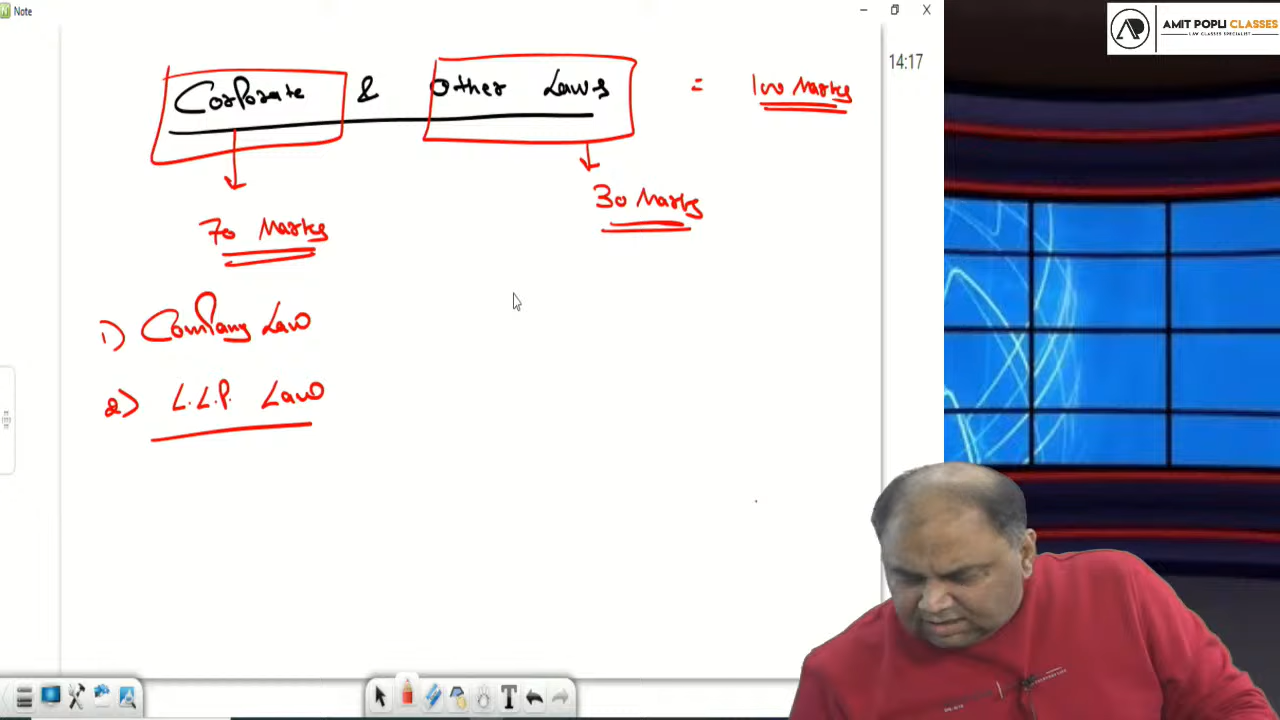 Note
AMIT POPLI CLASSES
LAW CLASSES SPECIALIST
14:17
Corporate & Other Laws = 100 Marks
30 Marks
70 Marks
1) Company Law
2) L.L.P. Law